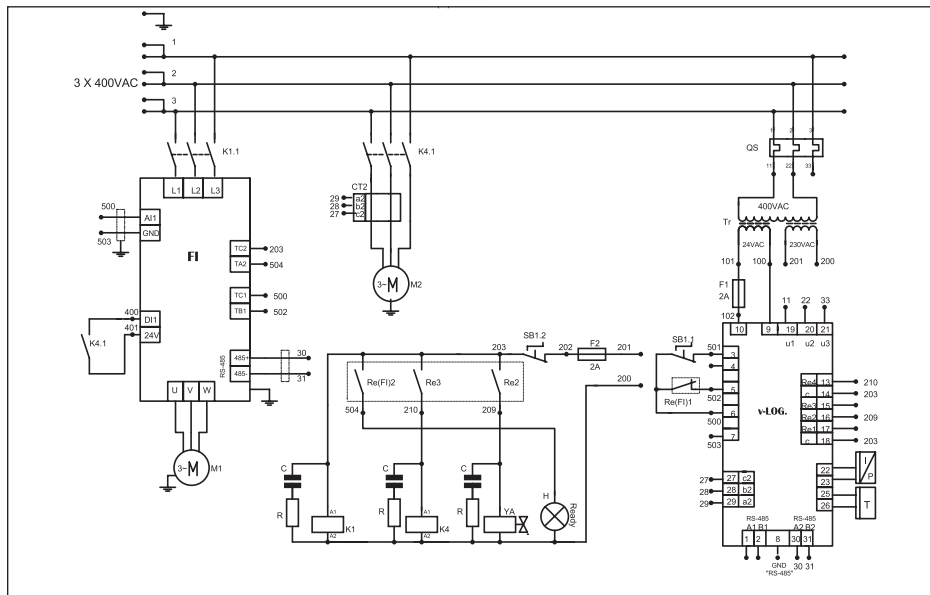 1
2
3 X 400VAC
3
K1.1
K4.1
1 2 3
QS
11 22 33
L1 L2 L3
CT2
29 a2
28 b2
27 c2
500
AI1
503
GND
FI
TC2 203
TA2 504
TC1 500
TB1 502
400 DI1
401 24V
K4.1
RS-485
485+ 30
485- 31
U V W
3~ M M1
3~ M M2
400VAC
Tr
24VAC 230VAC
101 100 201 200
F1
2A
102
11 22 33
10 9 19 20 21
u1 u2 u3
SB1.2
203 202 F2 201
2A
200
Re(FI)2 Re3 Re2
504 210 209
SB1.1
501 3
4
5
502
Re(FI)1
6
500
503 7
v-LOG.
Re4 13 210
c 14 203
Re3 15
Re2 16 209
Re1 17
c 18 203
22
23
I/P
25
26
T
27 27 c2
28 28 b2
29 29 a2
C C C H
R R R
A1 A1
K1 K4 YA
A2 A2
Ready
RS-485 RS-485
A1 B1 A2 B2
1 2 8 30 31
GND 30 31
"RS-485"